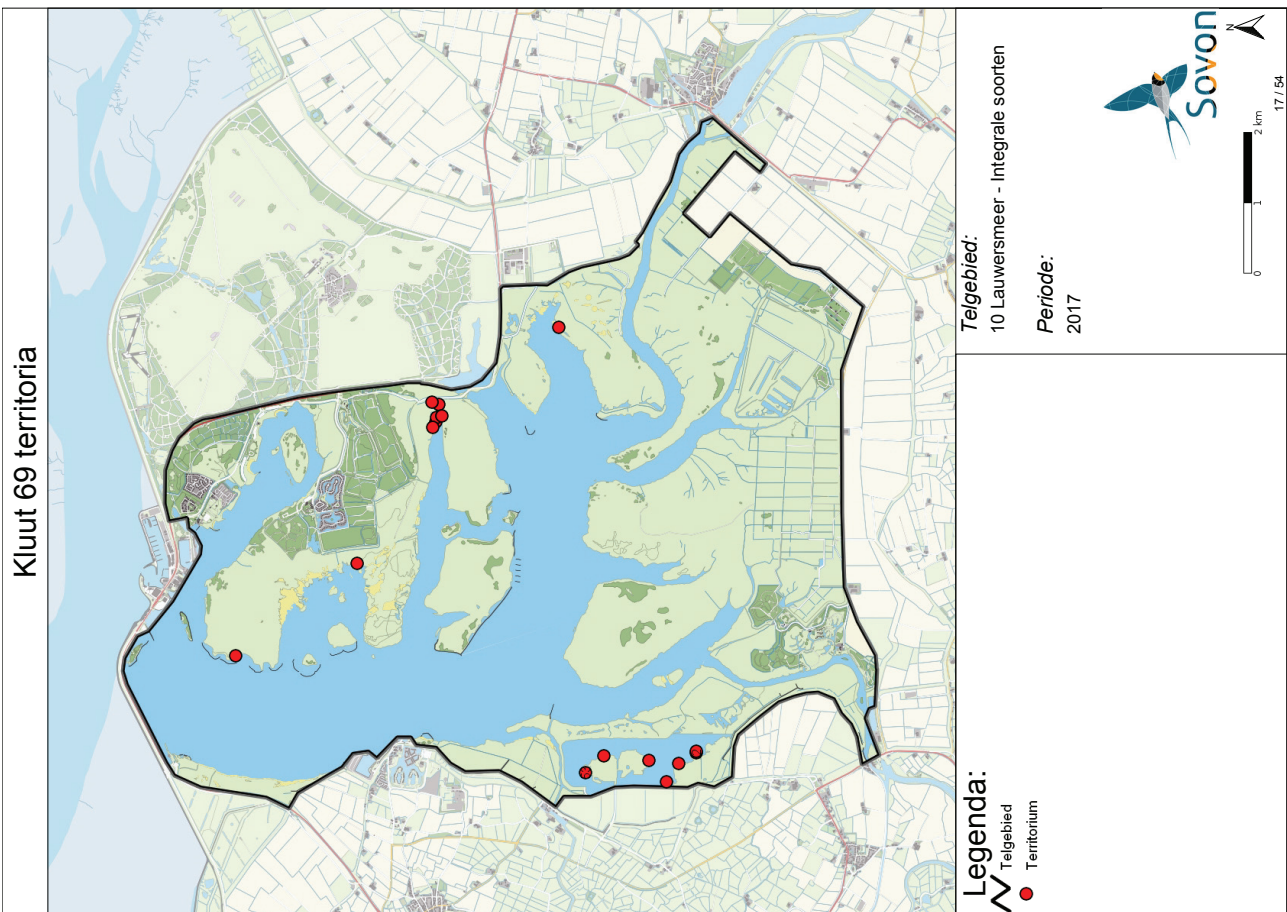 Kluut 69 territoria
Legenda:
Telgebied
Territorium
Telgebied:
10 Lauwersmeer - Integrale soorten
Periode:
2017
Sovon
N
0 1 2 km
17 / 54